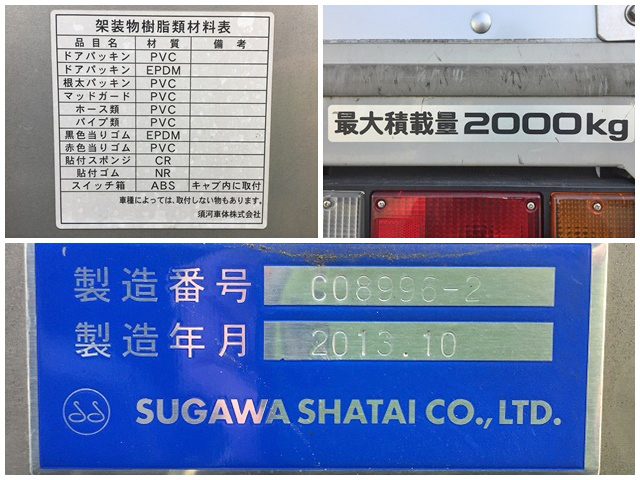 架装物樹脂類材料表
品目名 材質 備考
ドアパッキン PVC
ドアパッキン EPDM
根太パッキン PVC
マッドガード PVC
ホース類 PVC
パイプ類 PVC
黒色当りゴム EPDM
赤色当りゴム PVC
貼付スポンジ CR
貼付ゴム NR
スイッチ箱 ABS キャブ内に取付
車種によっては、取付しない物もあります。
須河車体株式会社
最大積載量 2000kg
製造番号 C08996-2
製造年月 2013.10
SUGAWA SHATAI CO., LTD.